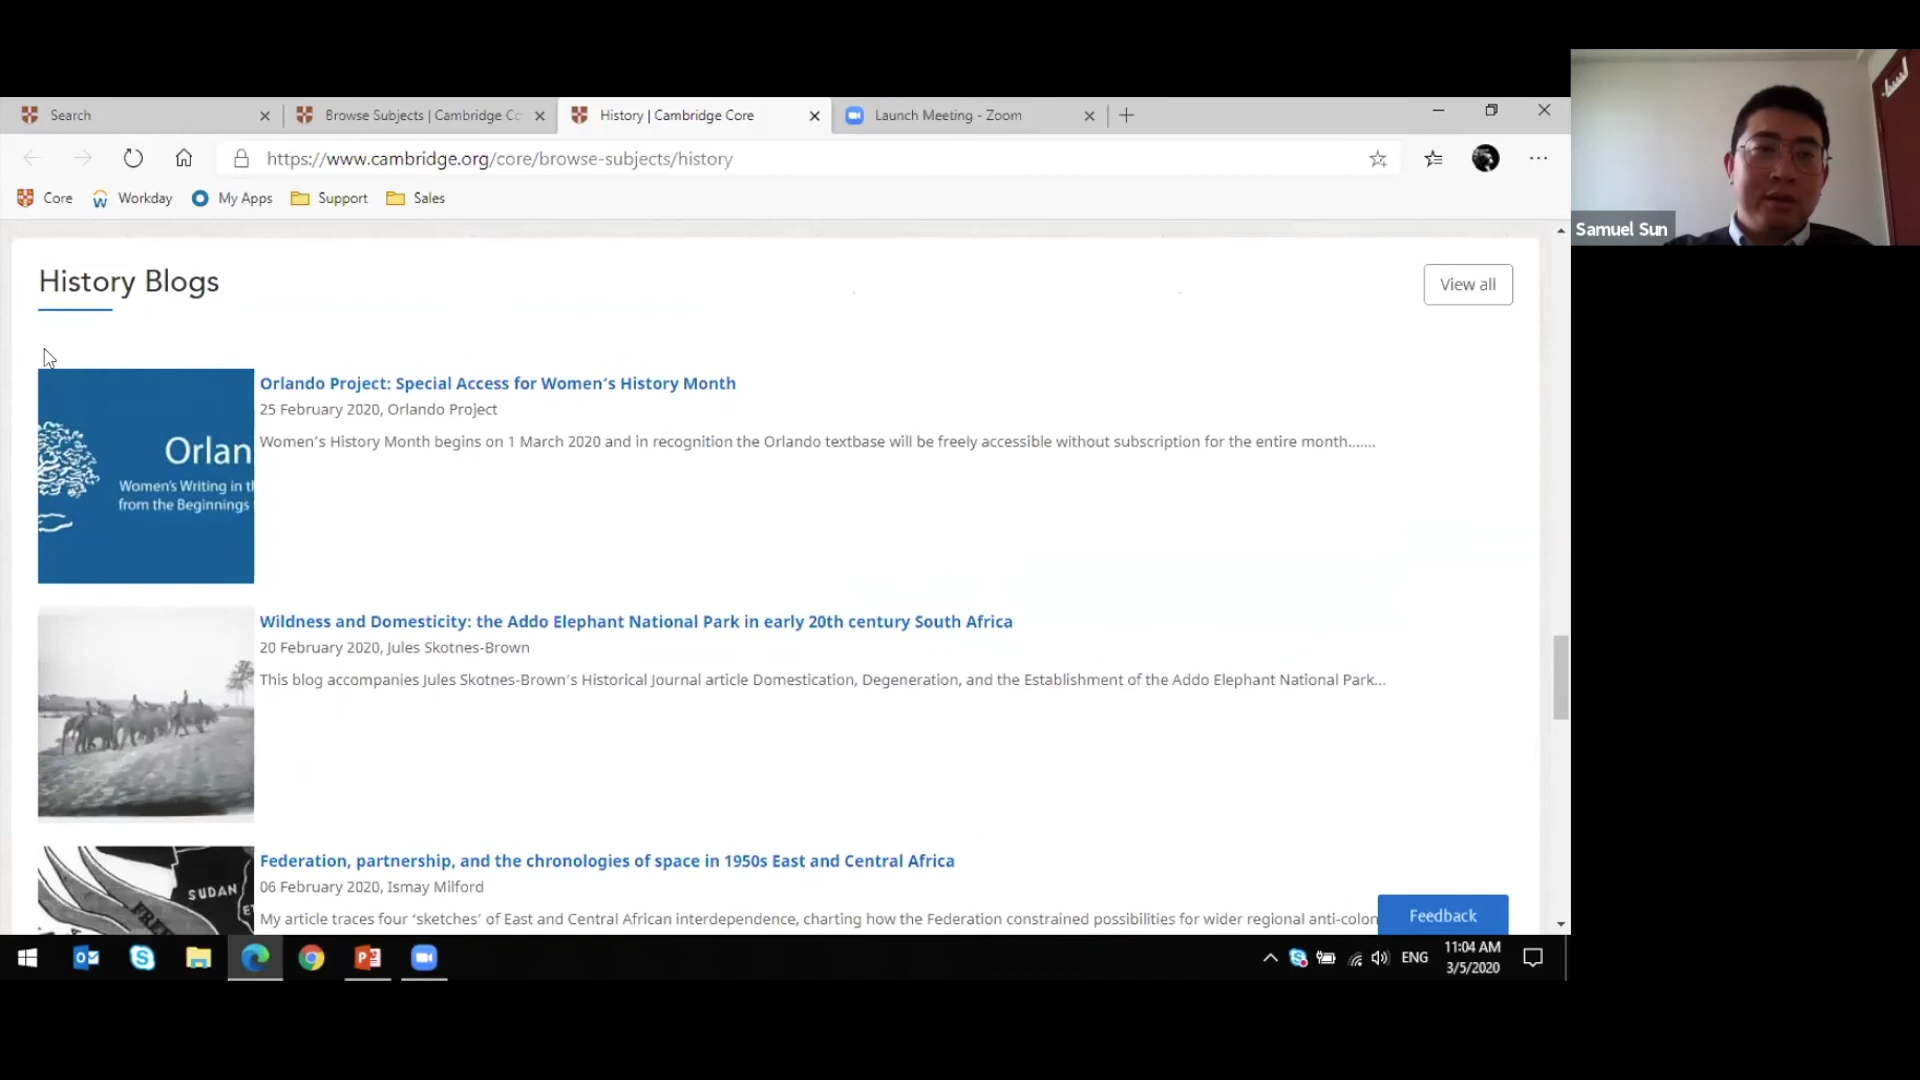 Search
Browse Subjects | Cambridge Co
History | Cambridge Core
Launch Meeting - Zoom
https://www.cambridge.org/core/browse-subjects/history
Core
Workday
My Apps
Support
Sales
Samuel Sun
History Blogs
View all
Orlando Project: Special Access for Women's History Month
25 February 2020, Orlando Project
Women's History Month begins on 1 March 2020 and in recognition the Orlando textbase will be freely accessible without subscription for the entire month.......
Orlan
Women's Writing in t
from the Beginnings
Wildness and Domesticity: the Addo Elephant National Park in early 20th century South Africa
20 February 2020, Jules Skotnes-Brown
This blog accompanies Jules Skotnes-Brown's Historical Journal article Domestication, Degeneration, and the Establishment of the Addo Elephant National Park...
Federation, partnership, and the chronologies of space in 1950s East and Central Africa
06 February 2020, Ismay Milford
My article traces four ‘sketches’ of East and Central African interdependence, charting how the Federation constrained possibilities for wider regional anti-colon
SUDAN
Feedback
ENG
11:04 AM
3/5/2020